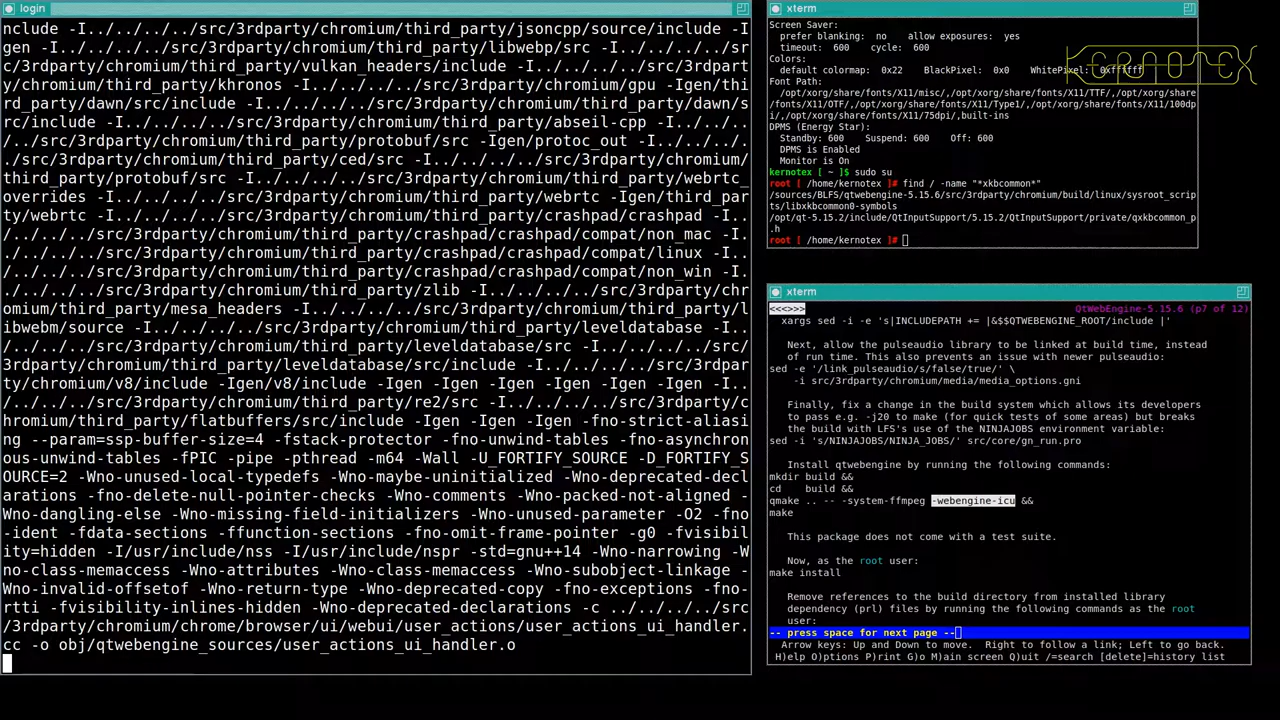 login
nclude -I../../../../src/3rdparty/chromium/third_party/jsoncpp/source/include -I
gen -I../../../../src/3rdparty/chromium/third_party/libwebp/src -I../../../../sr
c/3rdparty/chromium/third_party/vulkan_headers/include -I../../../../src/3rdpart
y/chromium/third_party/khronos -I../../../../src/3rdparty/chromium/gpu -Igen/thi
rd_party/dawn/src/include -I../../../../src/3rdparty/chromium/third_party/dawn/s
rc/include -I../../../../src/3rdparty/chromium/third_party/abseil-cpp -I../../..
/../src/3rdparty/chromium/third_party/protobuf/src -Igen/protoc_out -I../../../.
./src/3rdparty/chromium/third_party/ced/src -I../../../../src/3rdparty/chromium/
third_party/protobuf/src -I../../../../src/3rdparty/chromium/third_party/webrtc_
overrides -I../../../../src/3rdparty/chromium/third_party/webrtc -Igen/third_par
ty/webrtc -I../../../../src/3rdparty/chromium/third_party/crashpad/crashpad -I..
/../../../src/3rdparty/chromium/third_party/crashpad/crashpad/compat/non_mac -I.
./../../../src/3rdparty/chromium/third_party/crashpad/crashpad/compat/linux -I..
/../../../src/3rdparty/chromium/third_party/crashpad/crashpad/compat/non_win -I.
./../../../src/3rdparty/chromium/third_party/zlib -I../../../../src/3rdparty/chr
omium/third_party/mesa_headers -I../../../../src/3rdparty/chromium/third_party/l
ibwebm/source -I../../../../src/3rdparty/chromium/third_party/leveldatabase -I..
/../../../src/3rdparty/chromium/third_party/leveldatabase/src -I../../../../src/
3rdparty/chromium/third_party/leveldatabase/src/include -I../../../../src/3rdpar
ty/chromium/v8/include -Igen/v8/include -Igen -Igen -Igen -Igen -Igen -Igen -I..
/../../../src/3rdparty/chromium/third_party/re2/src -I../../../../src/3rdparty/c
hromium/third_party/flatbuffers/src/include -Igen -Igen -Igen -fno-strict-aliasi
ng --param=ssp-buffer-size=4 -fstack-protector -fno-unwind-tables -fno-asynchron
ous-unwind-tables -fPIC -pipe -pthread -m64 -Wall -U_FORTIFY_SOURCE -D_FORTIFY_S
OURCE=2 -Wno-unused-local-typedefs -Wno-maybe-uninitialized -Wno-deprecated-decl
arations -fno-delete-null-pointer-checks -Wno-comments -Wno-packed-not-aligned -
Wno-dangling-else -Wno-missing-field-initializers -Wno-unused-parameter -O2 -fno
-ident -fdata-sections -ffunction-sections -fno-omit-frame-pointer -g0 -fvisibil
ity=hidden -I/usr/include/nss -I/usr/include/nspr -std=gnu++14 -Wno-narrowing -W
no-class-memaccess -Wno-attributes -Wno-class-memaccess -Wno-subobject-linkage -
Wno-invalid-offsetof -Wno-return-type -Wno-deprecated-copy -fno-exceptions -fno-
rtti -fvisibility-inlines-hidden -Wno-deprecated-declarations -c ../../../../src
/3rdparty/chromium/chrome/browser/ui/webui/user_actions/user_actions_ui_handler.
cc -o obj/qtwebengine_sources/user_actions_ui_handler.o
xterm
Screen Saver:
prefer blanking:  no    allow exposures:  yes
timeout:  600    cycle:  600
Colors:
default colormap: 0x22    BlackPixel: 0x0    WhitePixel: 0xffffff
Font Path:
/opt/xorg/share/fonts/X11/misc/,/opt/xorg/share/fonts/X11/TTF/,/opt/xorg/share
/fonts/X11/OTF/,/opt/xorg/share/fonts/X11/Type1/,/opt/xorg/share/fonts/X11/100dp
i/,/opt/xorg/share/fonts/X11/75dpi/,built-ins
DPMS (Energy Star):
Standby: 600    Suspend: 600    Off: 600
DPMS is Enabled
Monitor is On
kernotex [ ~ ]$ sudo su
root [ /home/kernotex ]# find / -name "*xkbcommon*"
/sources/BLFS/qtwebengine-5.15.6/src/3rdparty/chromium/build/linux/sysroot_scrip
ts/libxkbcommon0-symbols
/opt/qt-5.15.2/include/QtInputSupport/5.15.2/QtInputSupport/private/qxkbcommon_p
.h
root [ /home/kernotex ]#
KERNOTEX
xterm
<<<>>> QtWebEngine-5.15.6 (p7 of 12)
xargs sed -i -e 's|INCLUDEPATH += |&$$QTWEBENGINE_ROOT/include |'
Next, allow the pulseaudio library to be linked at build time, instead
of run time. This also prevents an issue with newer pulseaudio:
sed -e '/link_pulseaudio/s/false/true/' \
-i src/3rdparty/chromium/media/media_options.gni
Finally, fix a change in the build system which allows its developers
to pass e.g. -j20 to make (for quick tests of some areas) but breaks
the build with LFS's use of the NINJAJOBS environment variable:
sed -i 's/NINJAJOBS/NINJA_JOBS/' src/core/gn_run.pro
Install qtwebengine by running the following commands:
mkdir build &&
cd    build &&
qmake .. -- -system-ffmpeg -webengine-icu &&
make
This package does not come with a test suite.
Now, as the root user:
make install
Remove references to the build directory from installed library
dependency (prl) files by running the following commands as the root
user:
-- press space for next page --
Arrow keys: Up and Down to move.  Right to follow a link; Left to go back.
H)elp O)ptions P)rint G)o M)ain screen Q)uit /=search [delete]=history list